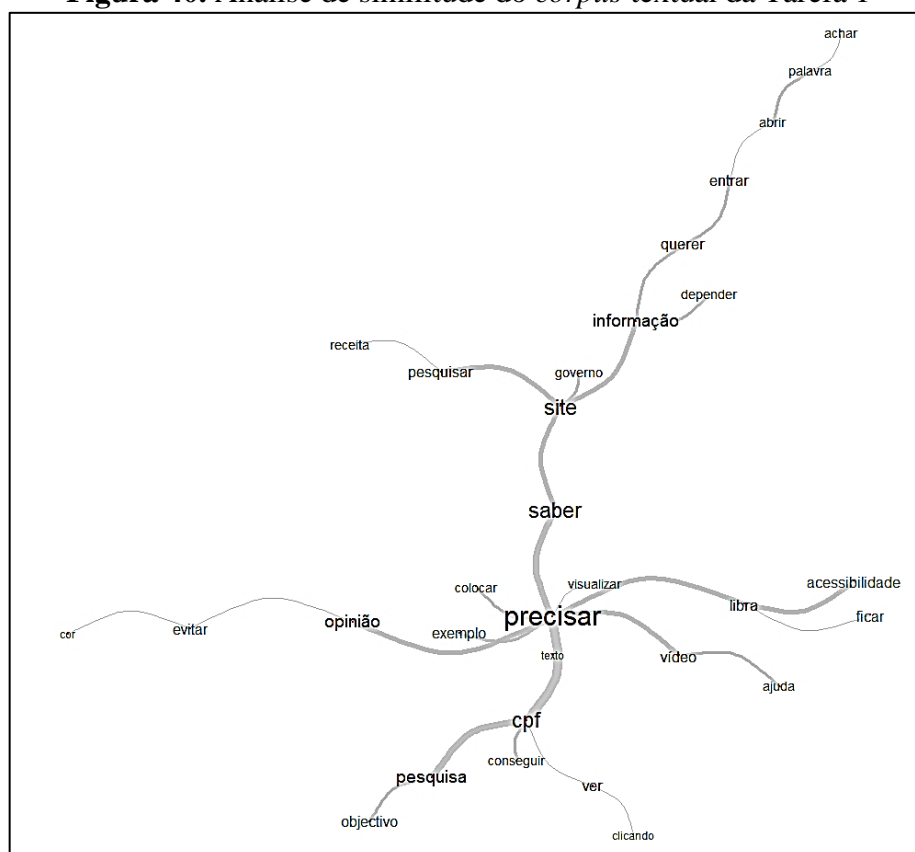 Figura 40. Análise de similitude do corpus textual da Tarefa 1
achar
palavra
abrir
entrar
querer
depender
informação
receita
pesquisar
governo
site
saber
visualizar
acessibilidade
colocar
libra
precisar
ficar
opinião
exemplo
evitar
cor
texto
vídeo
ajuda
cpf
conseguir
pesquisa
ver
objectivo
clicando